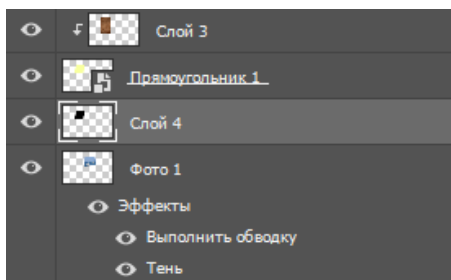 Слой 3
Прямоугольник 1
Слой 4
Фото 1
Эффекты
Выполнить обводку
Тень